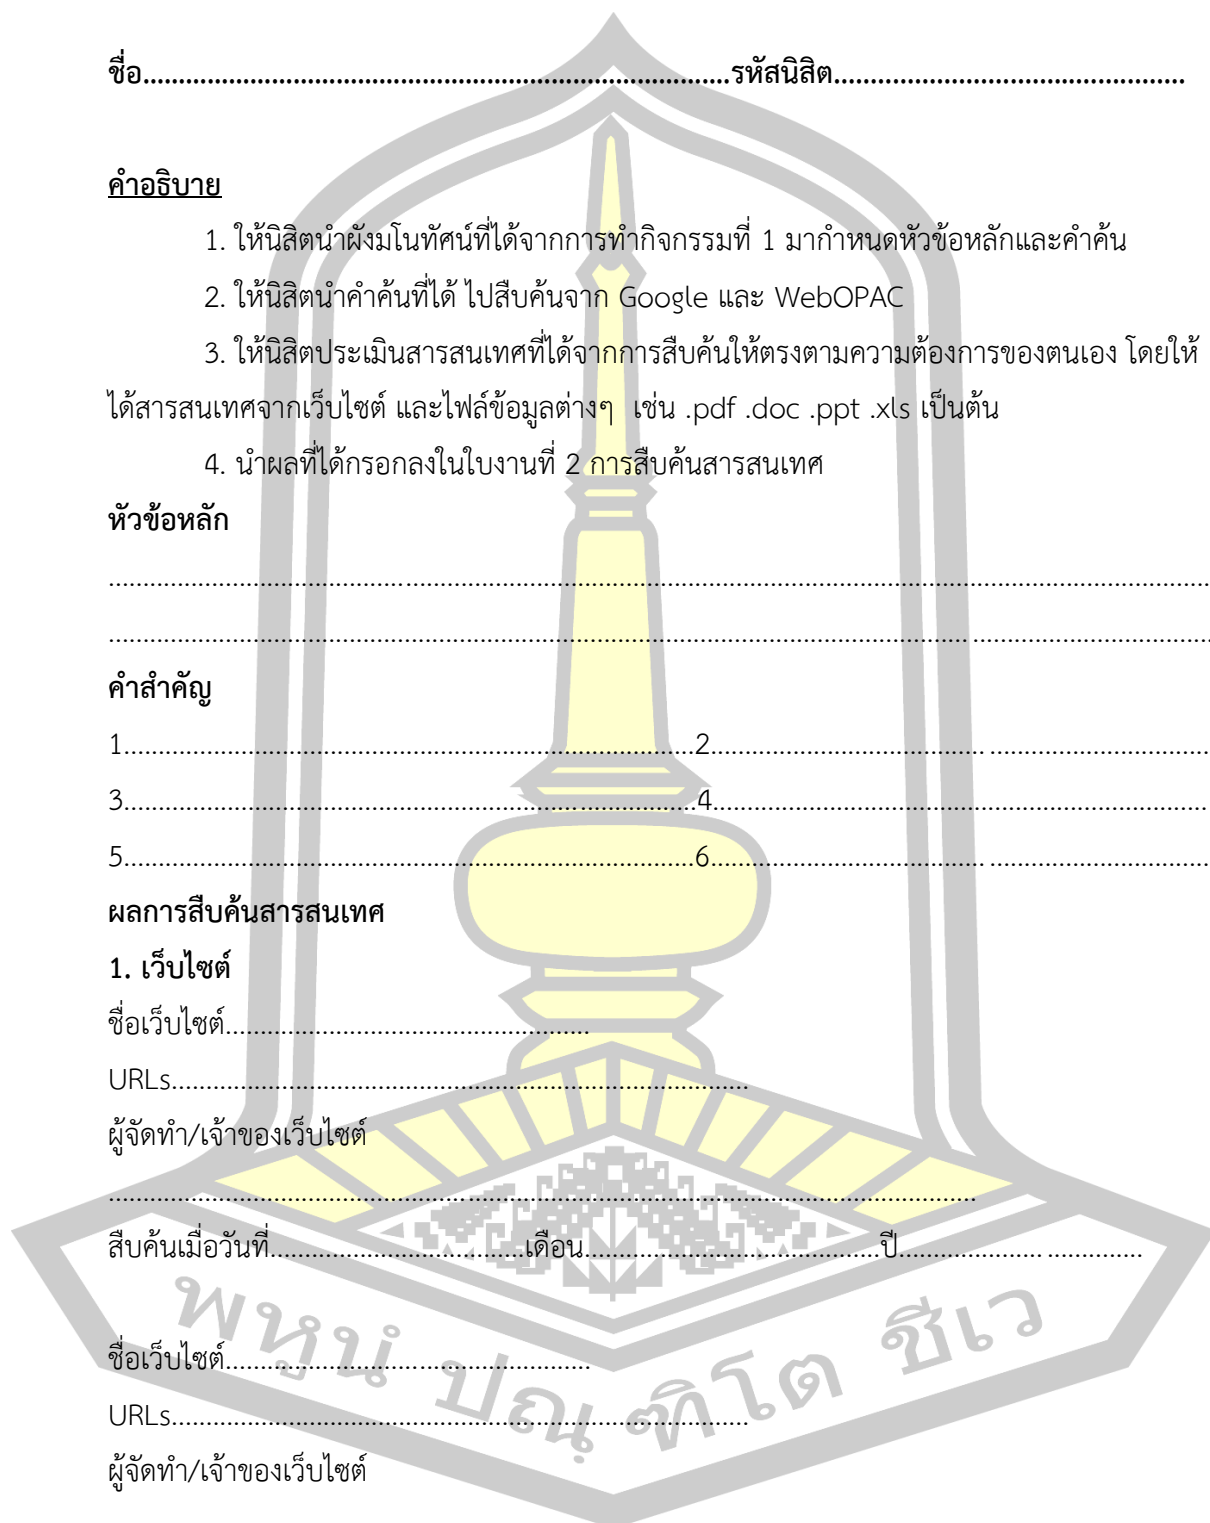 ชื่อ..................................................................................รหัสนิสิต.................................................
คำอธิบาย
1. ให้นิสิตนำผังมโนทัศน์ที่ได้จากการทำกิจกรรมที่ 1 มากำหนดหัวข้อหลักและคำค้น
2. ให้นิสิตนำคำค้นที่ได้ ไปสืบค้นจาก Google และ WebOPAC
3. ให้นิสิตประเมินสารสนเทศที่ได้จากการสืบค้นให้ตรงตามความต้องการของตนเอง โดยให้
ได้สารสนเทศจากเว็บไซต์ และไฟล์ข้อมูลต่างๆ เช่น .pdf .doc .ppt .xls เป็นต้น
4. นำผลที่ได้กรอกลงในใบงานที่ 2 การสืบค้นสารสนเทศ
หัวข้อหลัก
................................................................................................................................................................
................................................................................................................................................................
คำสำคัญ
1...................................................................................2.........................................................................
3...................................................................................4.........................................................................
5...................................................................................6.........................................................................
ผลการสืบค้นสารสนเทศ
1. เว็บไซต์
ชื่อเว็บไซต์.....................................................
URLs....................................................................................
ผู้จัดทำ/เจ้าของเว็บไซต์
..............................................................................................................................
สืบค้นเมื่อวันที่.....................................เดือน...........................................ปี.....................................
ชื่อเว็บไซต์.....................................................
URLs....................................................................................
ผู้จัดทำ/เจ้าของเว็บไซต์
พหูนํ ปณฺฑิโต ชีเว